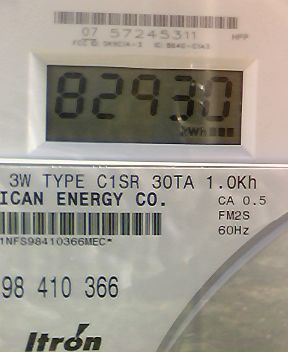 07 57245311
HPP
82930
kWh
3W TYPE C1SR 30TA 1.0Kh
ICAN ENERGY CO.
CA 0.5
FM2S
60Hz
1NFS98410366MEC*
98 410 366
Itron